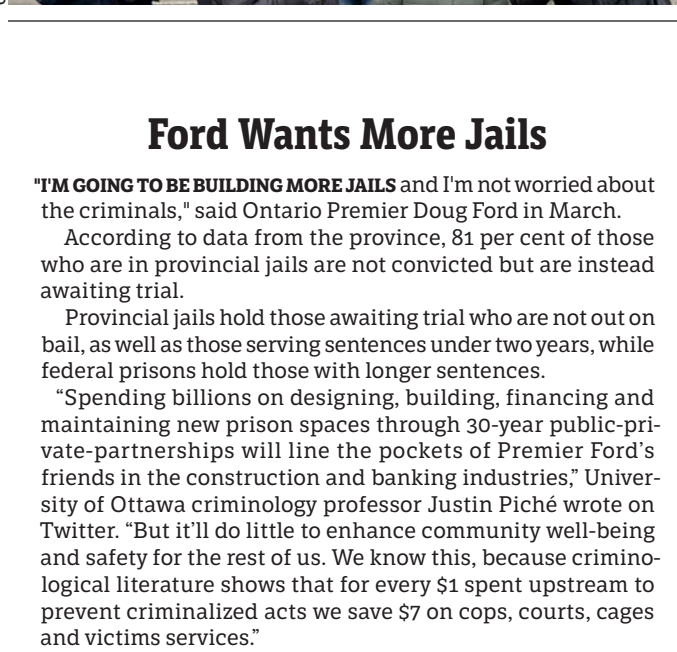 Ford Wants More Jails
"I'M GOING TO BE BUILDING MORE JAILS and I'm not worried about
the criminals," said Ontario Premier Doug Ford in March.
According to data from the province, 81 per cent of those
who are in provincial jails are not convicted but are instead
awaiting trial.
Provincial jails hold those awaiting trial who are not out on
bail, as well as those serving sentences under two years, while
federal prisons hold those with longer sentences.
“Spending billions on designing, building, financing and
maintaining new prison spaces through 30-year public-pri-
vate-partnerships will line the pockets of Premier Ford’s
friends in the construction and banking industries,” Univer-
sity of Ottawa criminology professor Justin Piché wrote on
Twitter. “But it’ll do little to enhance community well-being
and safety for the rest of us. We know this, because crimino-
logical literature shows that for every $1 spent upstream to
prevent criminalized acts we save $7 on cops, courts, cages
and victims services.”